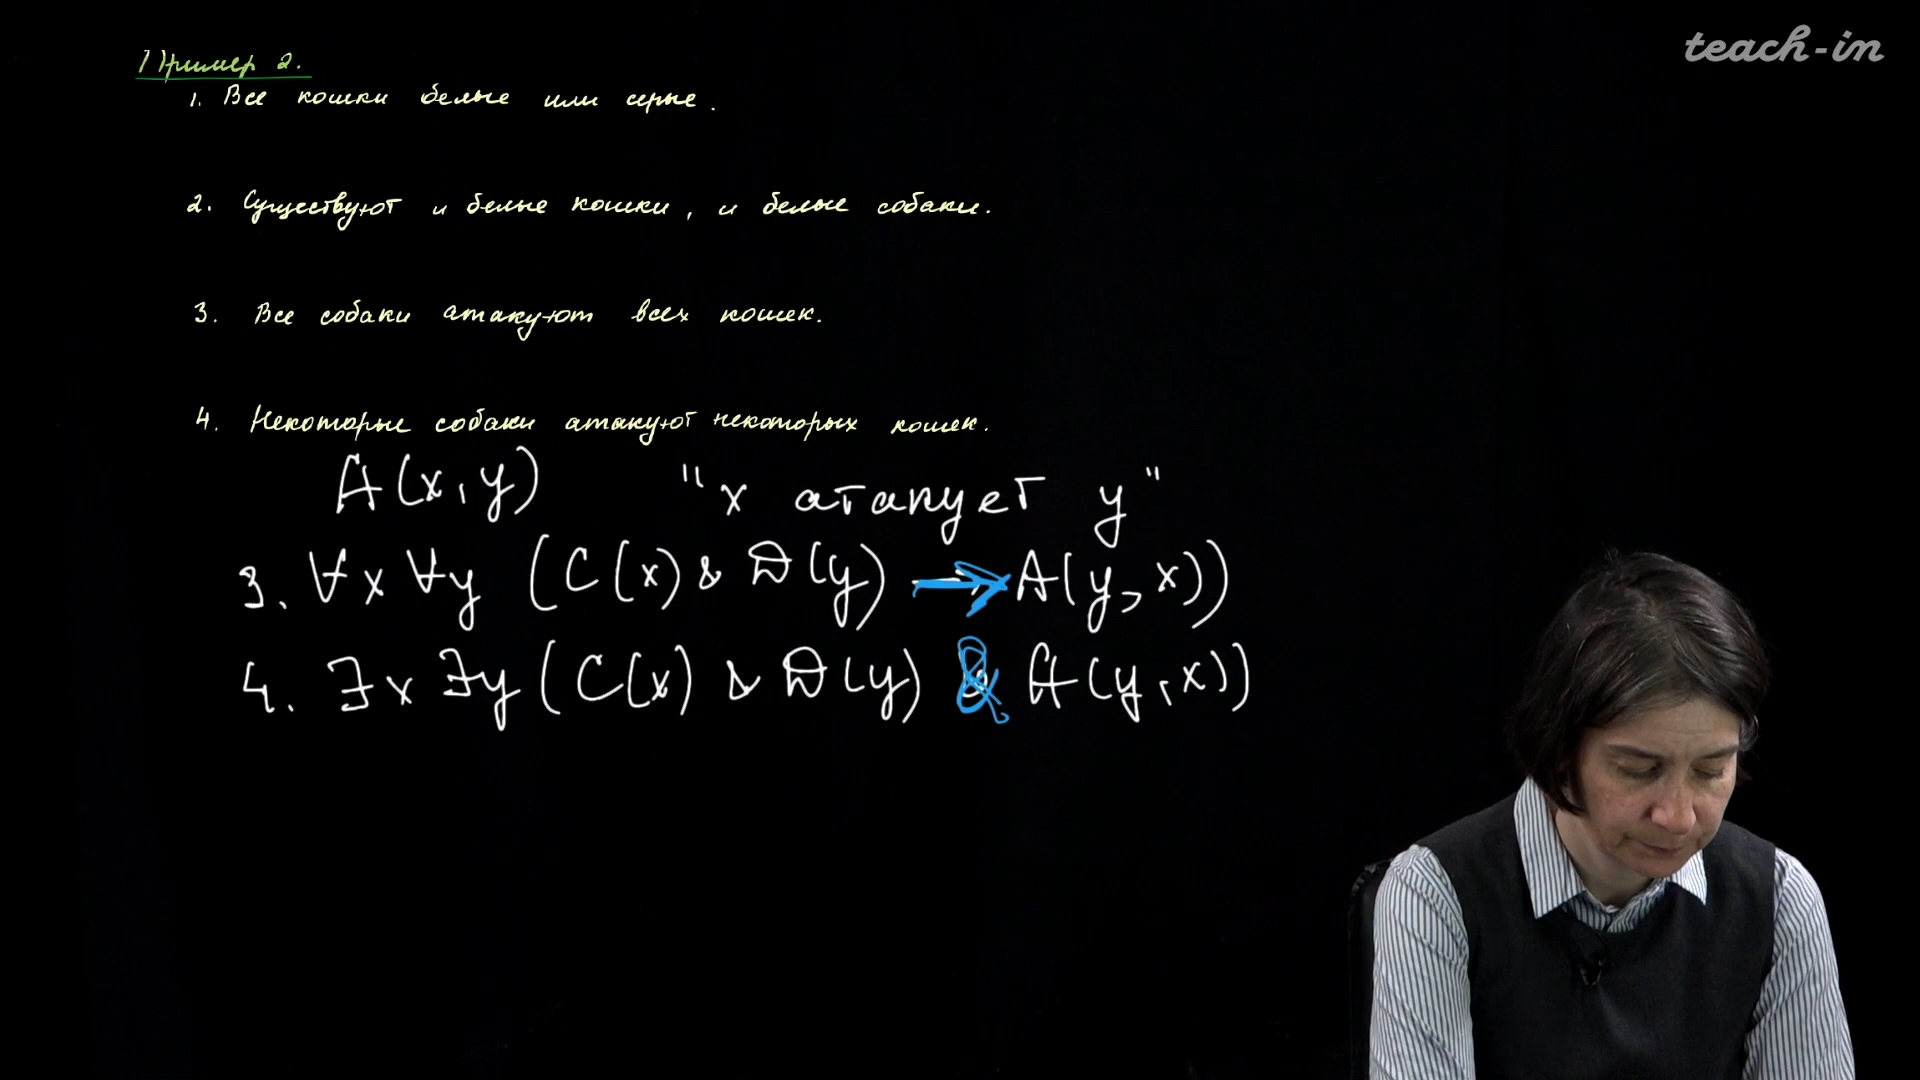 teach-in
Пример 2.
1. Все кошки белые или серые.
2. Существуют и белые кошки, и белые собаки.
3. Все собаки атакуют всех кошек.
4. Некоторые собаки атакуют некоторых кошек.
A(x,y) "x атакует y"
3. ∀x ∀y (C(x) & D(y) → A(y,x))
4. ∃x ∃y (C(x) & D(y) & A(y,x))